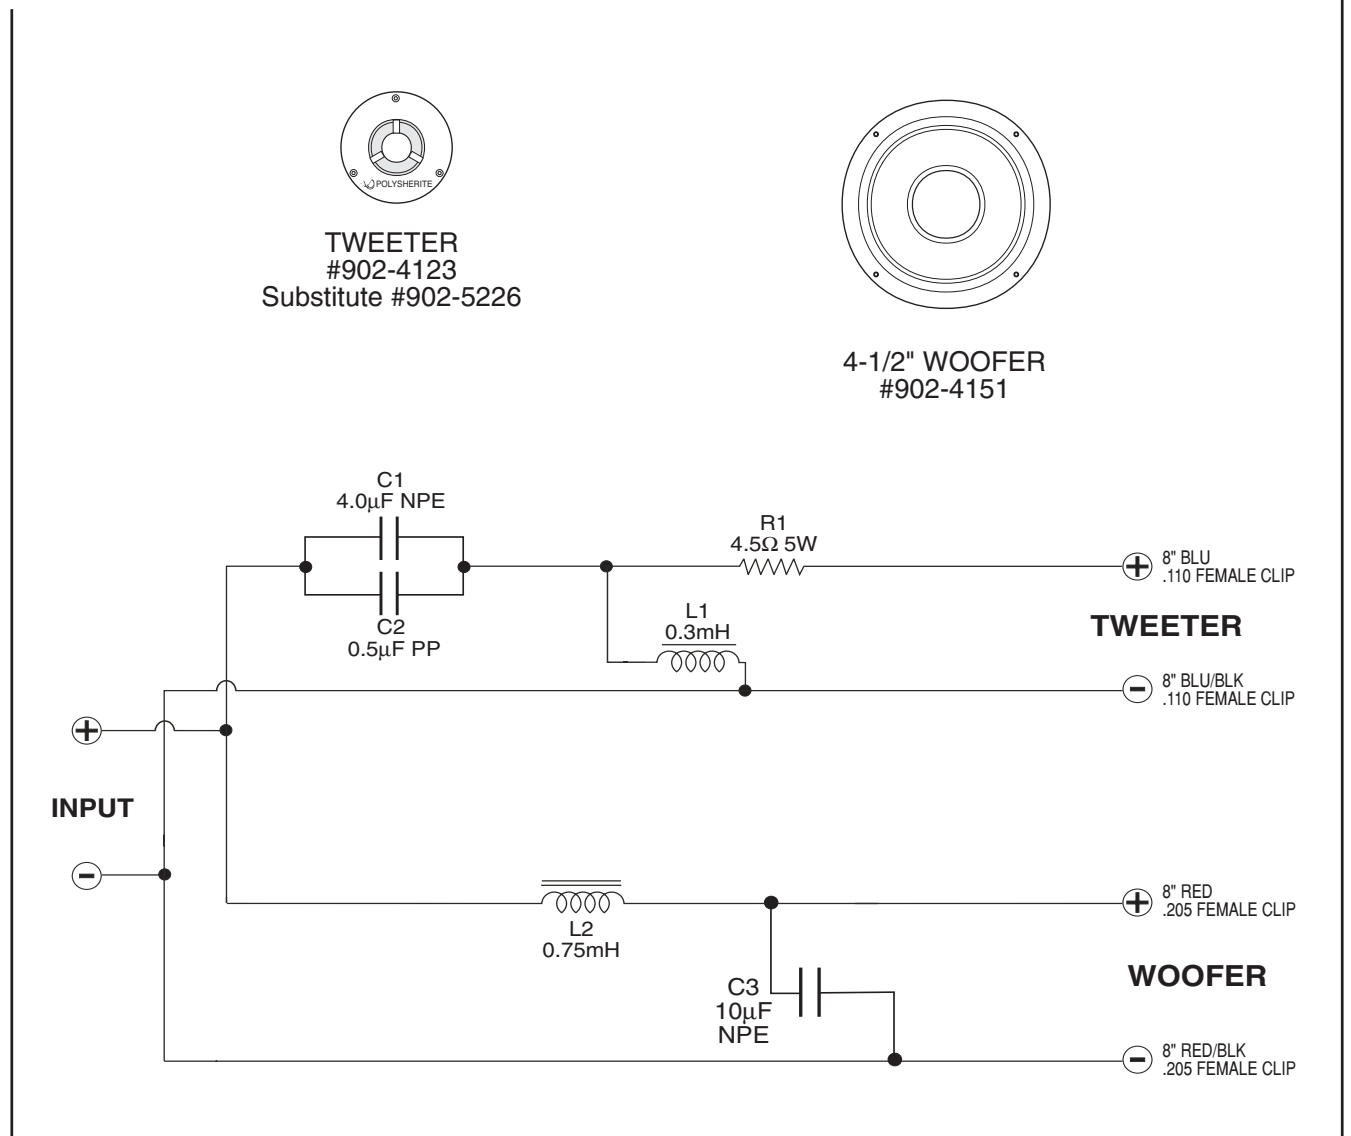 POLYSHERITE
TWEETER
#902-4123
Substitute #902-5226
4-1/2" WOOFER
#902-4151
C1
4.0µF NPE
C2
0.5µF PP
R1
4.5Ω 5W
L1
0.3mH
+
8" BLU
.110 FEMALE CLIP
TWEETER
-
8" BLU/BLK
.110 FEMALE CLIP
+
INPUT
-
L2
0.75mH
C3
10µF
NPE
+
8" RED
.205 FEMALE CLIP
WOOFER
-
8" RED/BLK
.205 FEMALE CLIP